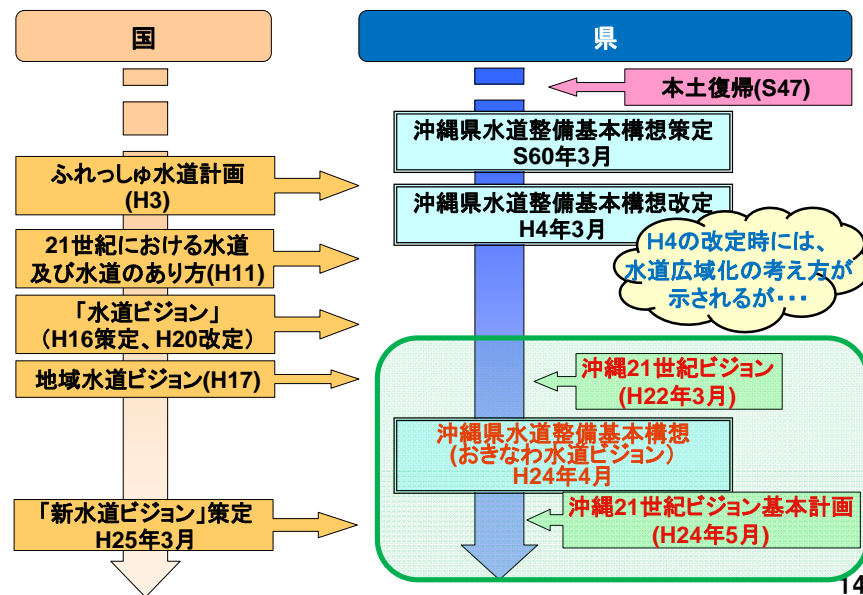 国
県
本土復帰(S47)
沖縄県水道整備基本構想策定
S60年3月
ふれっしゅ水道計画
(H3)
沖縄県水道整備基本構想改定
H4年3月
H4の改定時には、
水道広域化の考え方が
示されるが・・・
21世紀における水道
及び水道のあり方(H11)
「水道ビジョン」
（H16策定、H20改定）
地域水道ビジョン(H17)
沖縄21世紀ビジョン
(H22年3月)
沖縄県水道整備基本構想
(おきなわ水道ビジョン）
H24年4月
「新水道ビジョン」策定
H25年3月
沖縄21世紀ビジョン基本計画
(H24年5月)
14